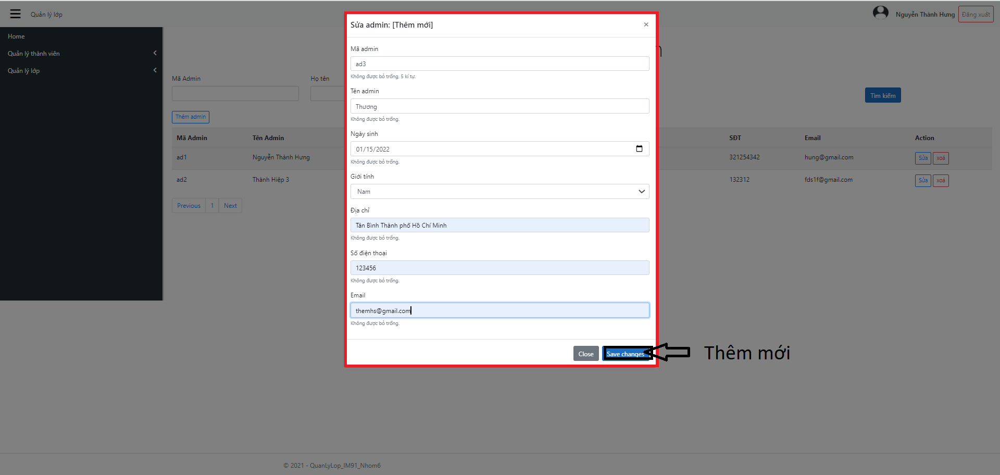 Quản lý lớp
Nguyễn Thành Hưng
Đăng xuất
Home
Quản lý thành viên
Quản lý lớp
Mã Admin
Họ tên
Tìm kiếm
Thêm admin
Mã Admin Tên Admin SĐT Email Action
ad1 Nguyễn Thành Hưng 321254342 hung@gmail.com Sửa xoá
ad2 Thành Hiệp 3 132312 fds1f@gmail.com Sửa xoá
Previous 1 Next
Sửa admin: [Thêm mới] ×
Mã admin
ad3
Không được bỏ trống, 5 kí tự.
Tên admin
Thương
Không được bỏ trống.
Ngày sinh
01/15/2022
Không được bỏ trống.
Giới tính
Nam
Địa chỉ
Tân Bình Thành phố Hồ Chí Minh
Không được bỏ trống.
Số điện thoại
123456
Không được bỏ trống.
Email
themhs@gmail.com
Không được bỏ trống.
Close Save changes
Thêm mới
© 2021 - QuanLyLop_IM91_Nhom6